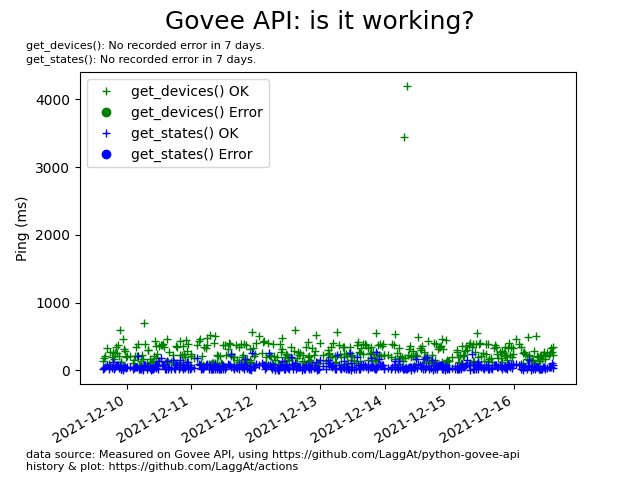 Govee API: is it working?
get_devices(): No recorded error in 7 days.
get_states(): No recorded error in 7 days.
get_devices() OK
get_devices() Error
get_states() OK
get_states() Error
Ping (ms)
4000
3000
2000
1000
0
2021-12-10
2021-12-11
2021-12-12
2021-12-13
2021-12-14
2021-12-15
2021-12-16
data source: Measured on Govee API, using https://github.com/LaggAt/python-govee-api
history & plot: https://github.com/LaggAt/actions